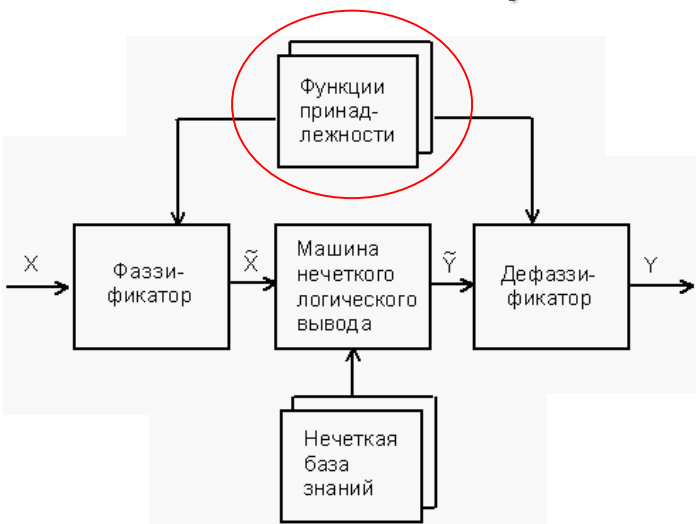 Функции
принад-
лежности
X
Фаззи-
фикатор
X̃
Машина
нечеткого
логического
вывода
Ỹ
Дефаззи-
фикатор
Y
Нечеткая
база
знаний